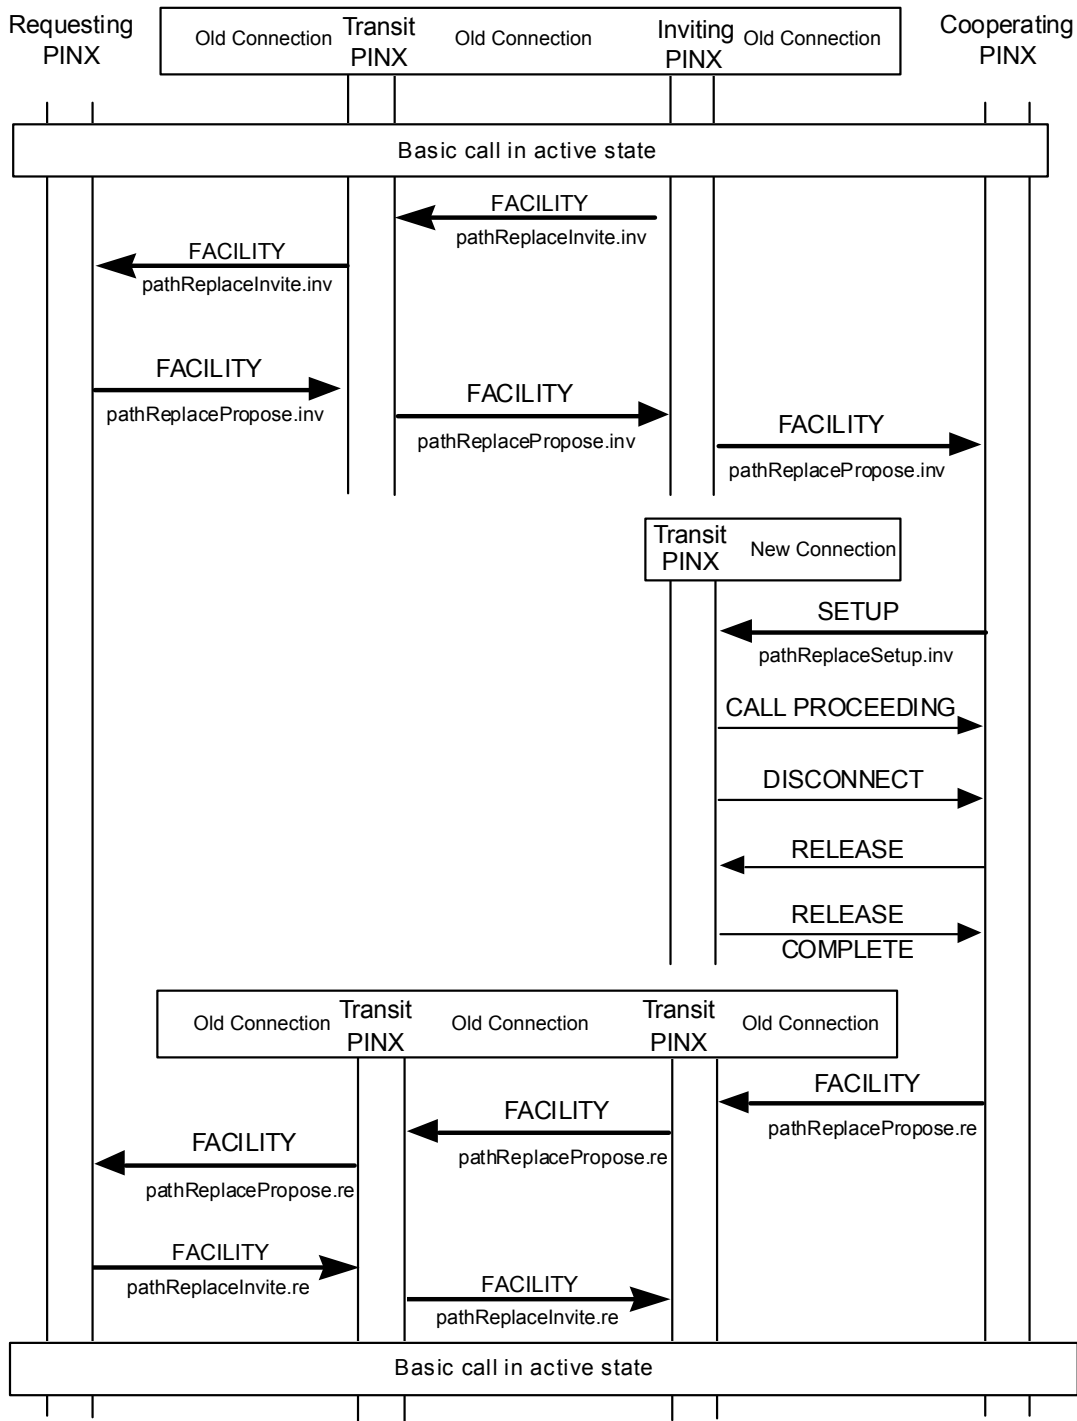 Requesting
PINX
Old Connection
Transit
PINX
Old Connection
Inviting
PINX
Old Connection
Cooperating
PINX
Basic call in active state
FACILITY
pathReplaceInvite.inv
FACILITY
pathReplaceInvite.inv
FACILITY
pathReplacePropose.inv
FACILITY
pathReplacePropose.inv
FACILITY
pathReplacePropose.inv
Transit
PINX
New Connection
SETUP
pathReplaceSetup.inv
CALL PROCEEDING
DISCONNECT
RELEASE
RELEASE
COMPLETE
Old Connection
Transit
PINX
Old Connection
Transit
PINX
Old Connection
FACILITY
pathReplacePropose.re
FACILITY
pathReplacePropose.re
FACILITY
pathReplacePropose.re
FACILITY
pathReplaceInvite.re
FACILITY
pathReplaceInvite.re
Basic call in active state